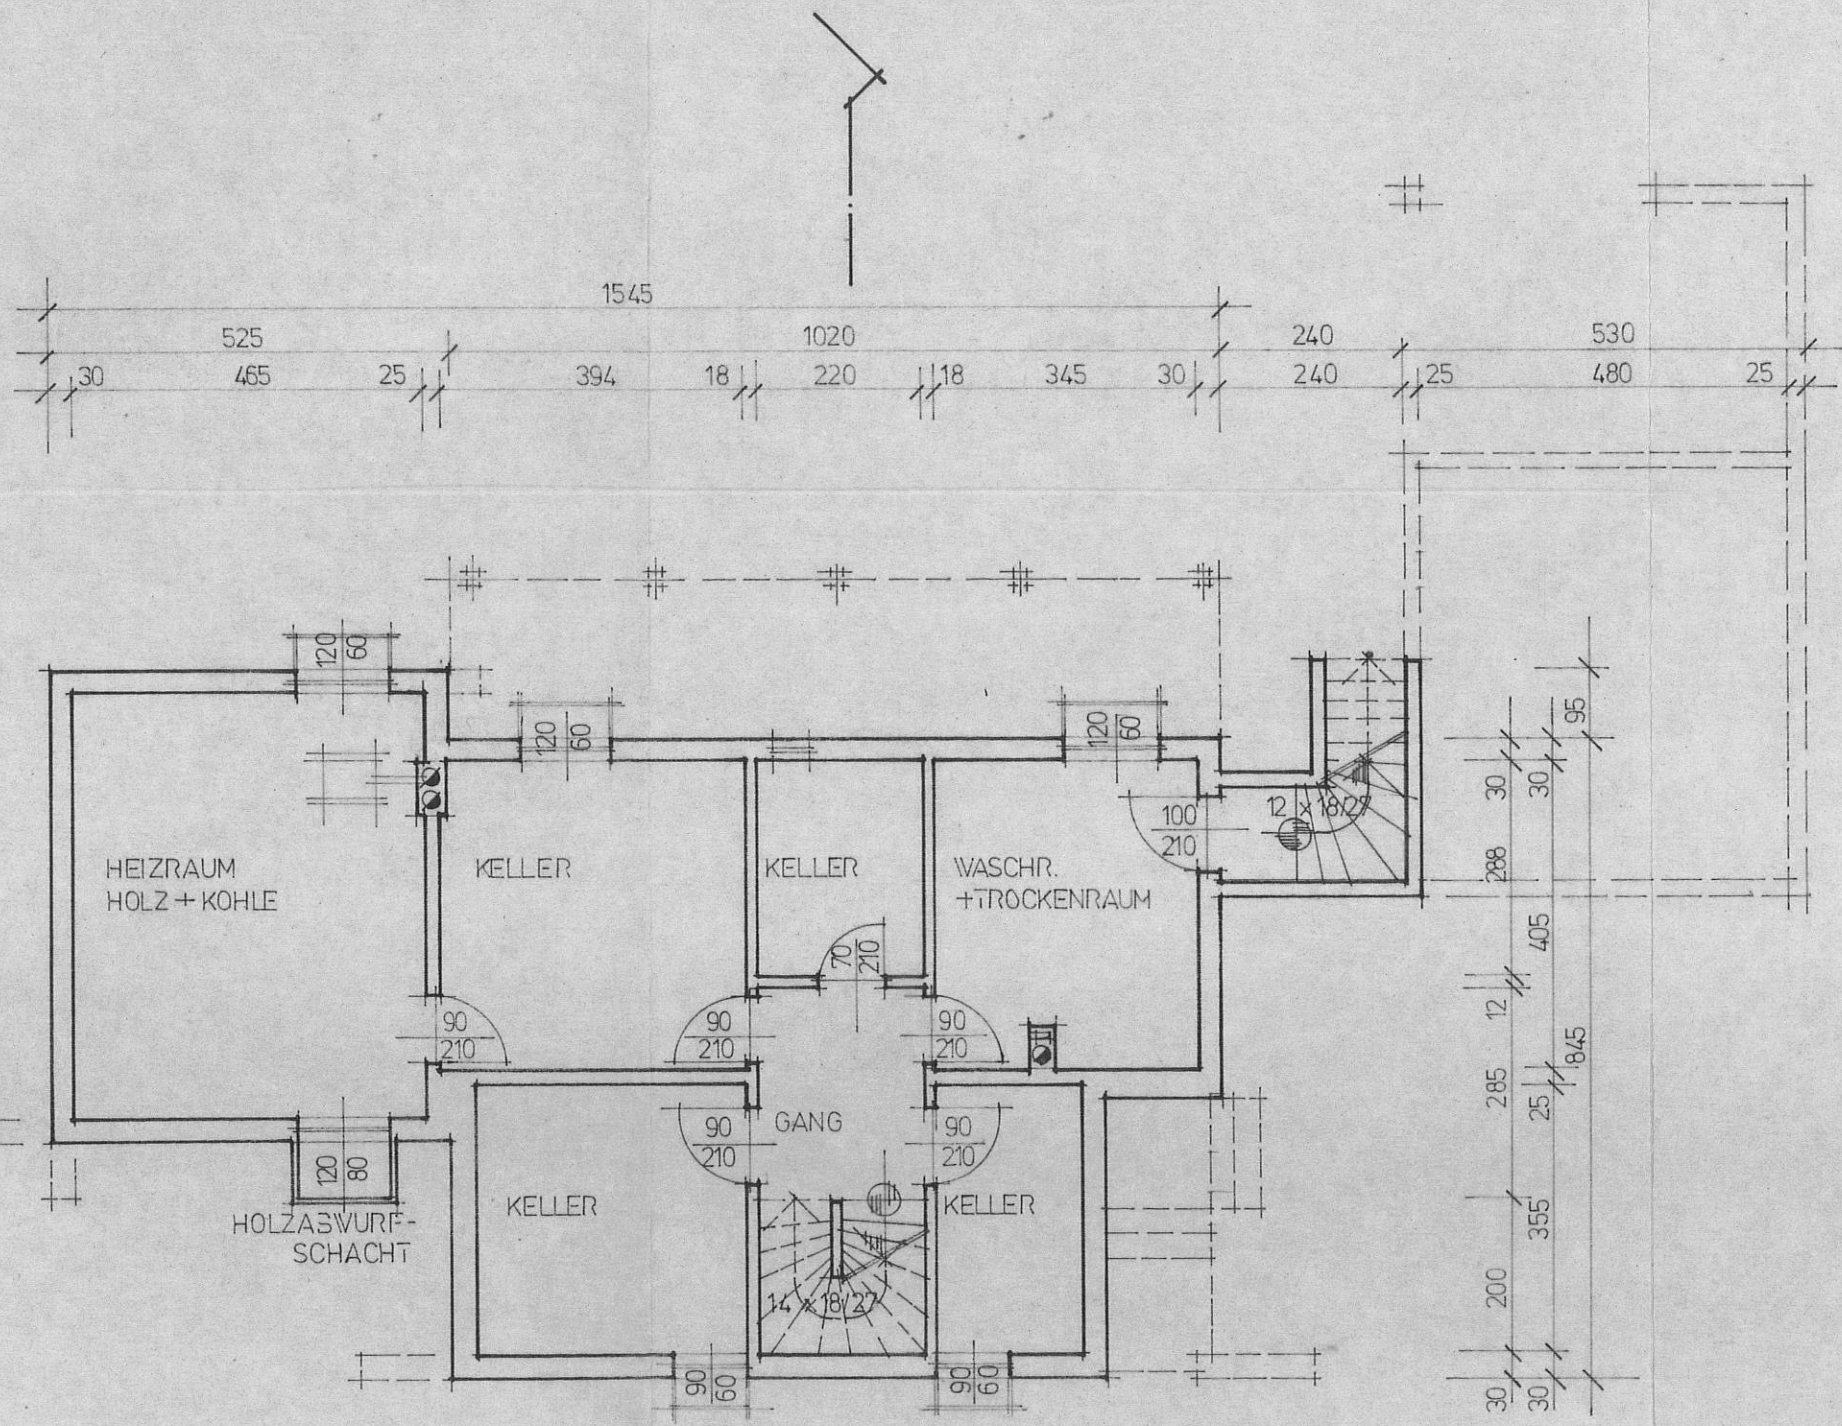 1545
525 1020 240 530
30 465 25 394 18 220 18 345 30 240 25 480 25
120 60
120 60
120 60
95
30 30
100 12 x 18/27
210
HEIZRAUM KELLER KELLER WASCHR.
HOLZ + KOHLE +TROCKENRAUM
288
405
70 210
12
90 90 90
210 210 210
845
285 25
90 GANG 90
210 210
120 80
KELLER KELLER
HOLZABWURF-
SCHACHT
355
200
14 x 18/27
90 60
90 60
30 30